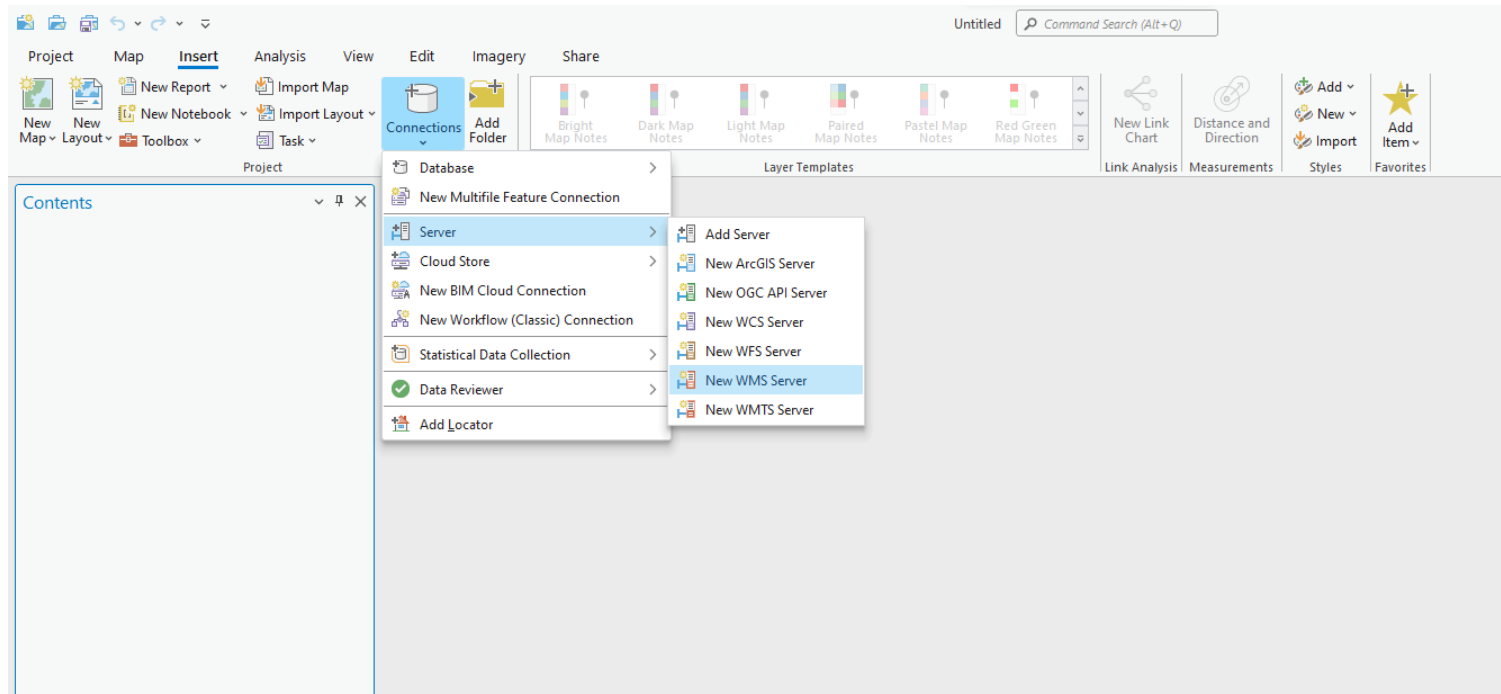 Untitled
Command Search (Alt+Q)
Project Map Insert Analysis View Edit Imagery Share
New Map
New Layout
New Report
New Notebook
Toolbox
Import Map
Import Layout
Task
Connections
Add Folder
Bright Map Notes
Dark Map Notes
Light Map Notes
Paired Map Notes
Pastel Map Notes
Red Green Map Notes
New Link Chart
Distance and Direction
Add
New
Import
Add Item
Project
Layer Templates
Link Analysis
Measurements
Styles
Favorites
Contents
Database
New Multifile Feature Connection
Server
Cloud Store
New BIM Cloud Connection
New Workflow (Classic) Connection
Statistical Data Collection
Data Reviewer
Add Locator
Add Server
New ArcGIS Server
New OGC API Server
New WCS Server
New WFS Server
New WMS Server
New WMTS Server